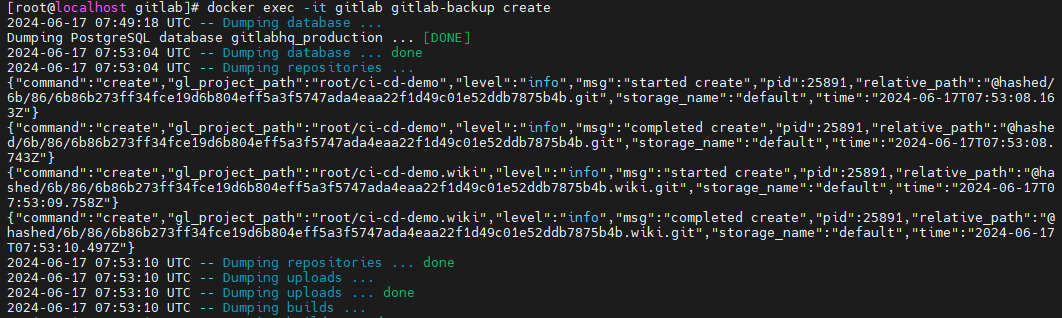 [root@localhost gitlab]# docker exec -it gitlab gitlab-backup create
2024-06-17 07:49:18 UTC -- Dumping database ...
Dumping PostgreSQL database gitlabhq_production ... [DONE]
2024-06-17 07:53:04 UTC -- Dumping database ... done
2024-06-17 07:53:04 UTC -- Dumping repositories ...
{"command":"create","gl_project_path":"root/ci-cd-demo","level":"info","msg":"started create","pid":25891,"relative_path":"@hashed/
6b/86/6b86b273ff34fce19d6b804eff5a3f5747ada4eaa22f1d49c01e52ddb7875b4b.git","storage_name":"default","time":"2024-06-17T07:53:08.16
3Z"}
{"command":"create","gl_project_path":"root/ci-cd-demo","level":"info","msg":"completed create","pid":25891,"relative_path":"@hashe
d/6b/86/6b86b273ff34fce19d6b804eff5a3f5747ada4eaa22f1d49c01e52ddb7875b4b.git","storage_name":"default","time":"2024-06-17T07:53:08.
743Z"}
{"command":"create","gl_project_path":"root/ci-cd-demo.wiki","level":"info","msg":"started create","pid":25891,"relative_path":"@ha
shed/6b/86/6b86b273ff34fce19d6b804eff5a3f5747ada4eaa22f1d49c01e52ddb7875b4b.wiki.git","storage_name":"default","time":"2024-06-17T0
7:53:09.758Z"}
{"command":"create","gl_project_path":"root/ci-cd-demo.wiki","level":"info","msg":"completed create","pid":25891,"relative_path":"@
hashed/6b/86/6b86b273ff34fce19d6b804eff5a3f5747ada4eaa22f1d49c01e52ddb7875b4b.wiki.git","storage_name":"default","time":"2024-06-17
T07:53:10.497Z"}
2024-06-17 07:53:10 UTC -- Dumping repositories ... done
2024-06-17 07:53:10 UTC -- Dumping uploads ...
2024-06-17 07:53:10 UTC -- Dumping uploads ... done
2024-06-17 07:53:10 UTC -- Dumping builds ...